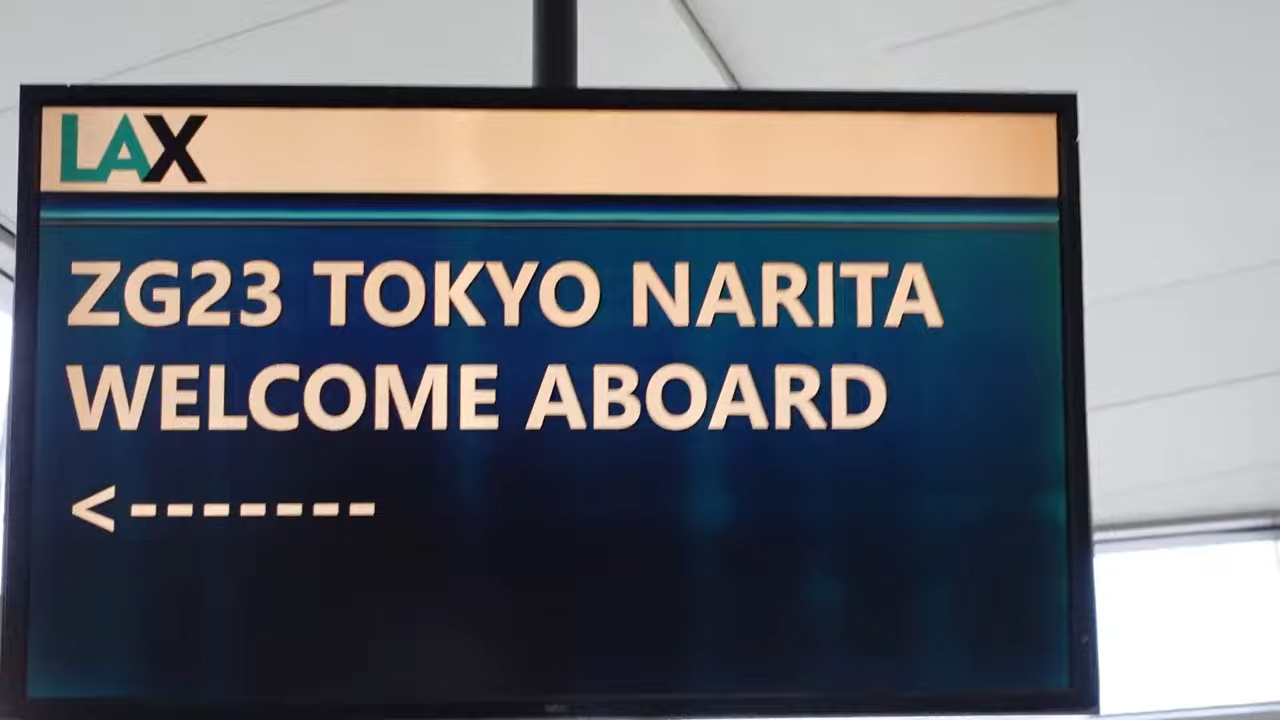 LAX
ZG23 TOKYO NARITA
WELCOME ABOARD
<-------